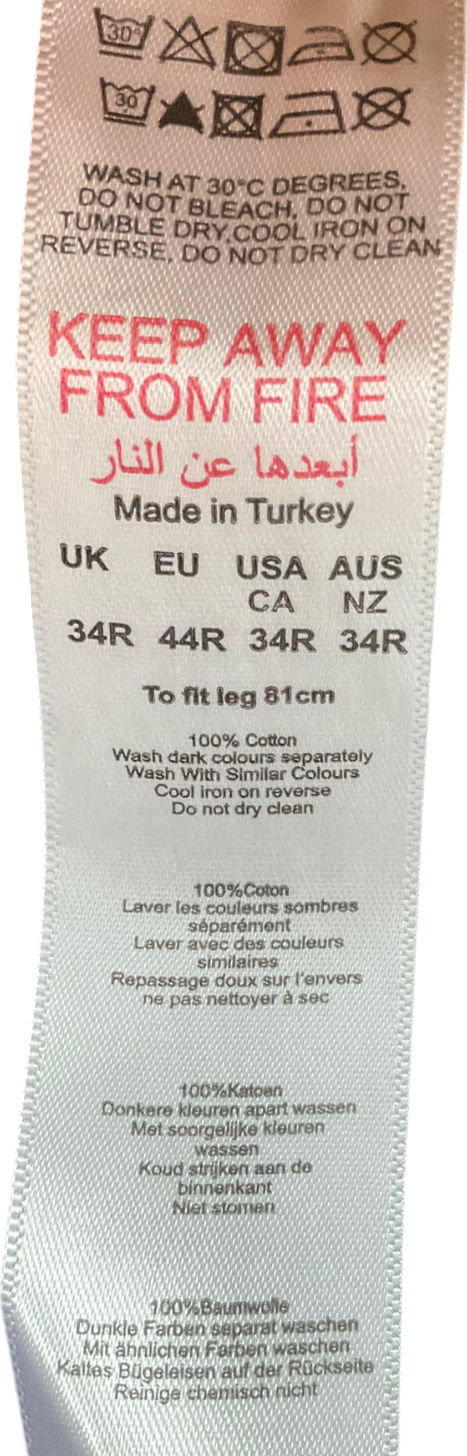 30°
30
WASH AT 30°C DEGREES,
DO NOT BLEACH, DO NOT
TUMBLE DRY,COOL IRON ON
REVERSE, DO NOT DRY CLEAN
KEEP AWAY
FROM FIRE
أبعدها عن النار
Made in Turkey
UK EU USA AUS
CA NZ
34R 44R 34R 34R
To fit leg 81cm
100% Cotton
Wash dark colours separately
Wash With Similar Colours
Cool iron on reverse
Do not dry clean
100%Coton
Laver les couleurs sombres
séparément
Laver avec des couleurs
similaires
Repassage doux sur l'envers
ne pas nettoyer à sec
100%Katoen
Donkere kleuren apart wassen
Met soorgelijke kleuren
wassen
Koud strijken aan de
binnenkant
Niet stomen
100%Baumwolle
Dunkle Farben separat waschen
Mit ähnlichen Farben waschen
Kaltes Bügeleisen auf der Rückseite
Reinige chemisch nicht